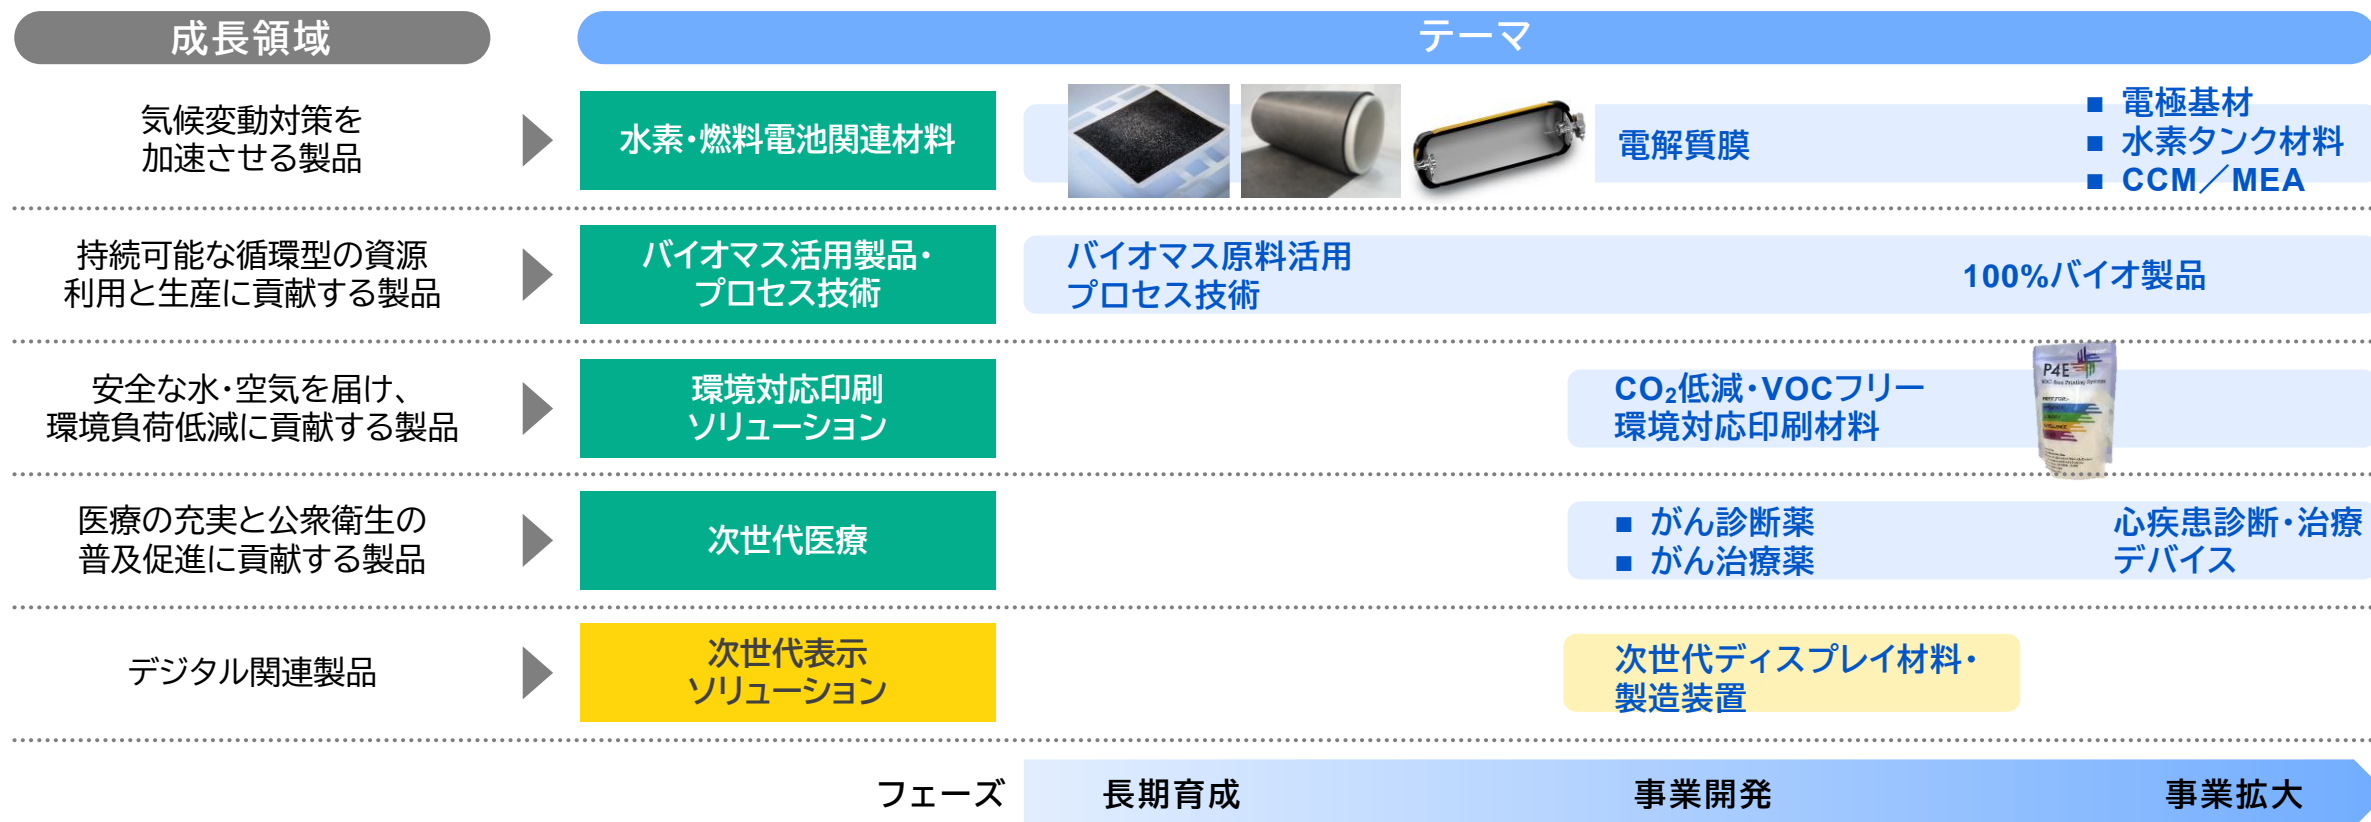 成長領域
テーマ
気候変動対策を
加速させる製品
水素・燃料電池関連材料
電解質膜
■ 電極基材
■ 水素タンク材料
■ CCM／MEA
持続可能な循環型の資源
利用と生産に貢献する製品
バイオマス活用製品・
プロセス技術
バイオマス原料活用
プロセス技術
100%バイオ製品
安全な水・空気を届け、
環境負荷低減に貢献する製品
環境対応印刷
ソリューション
CO₂低減・VOCフリー
環境対応印刷材料
P4E
医療の充実と公衆衛生の
普及促進に貢献する製品
次世代医療
■ がん診断薬
■ がん治療薬
心疾患診断・治療
デバイス
デジタル関連製品
次世代表示
ソリューション
次世代ディスプレイ材料・
製造装置
フェーズ
長期育成
事業開発
事業拡大